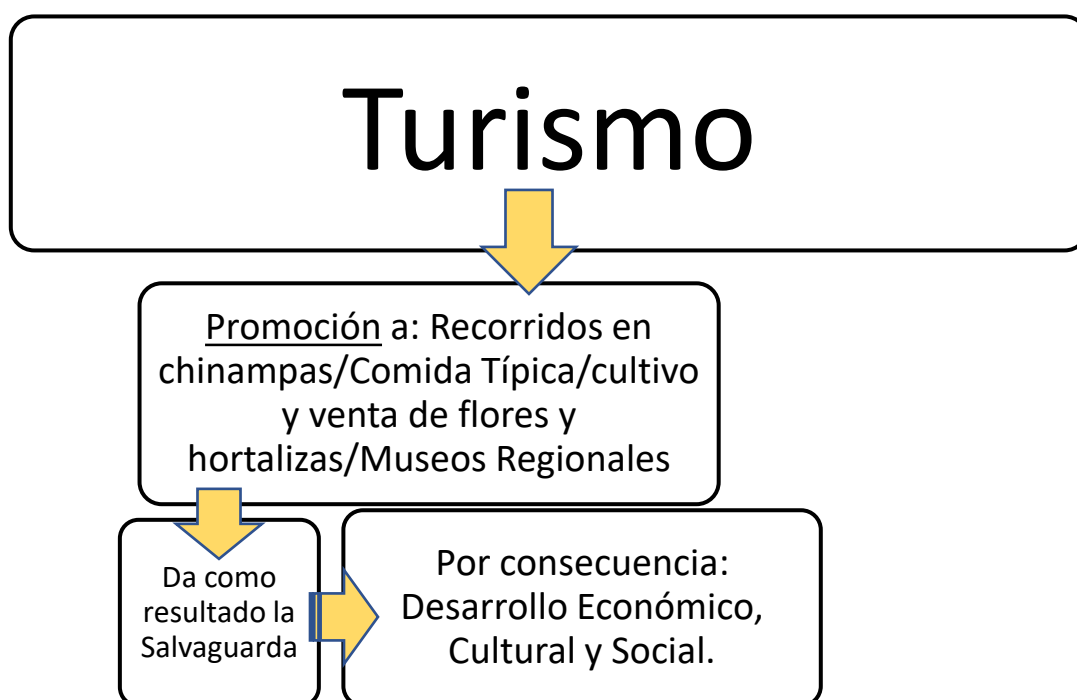 Turismo
Promoción a: Recorridos en
chinampas/Comida Típica/cultivo
y venta de flores y
hortalizas/Museos Regionales
Da como
resultado la
Salvaguarda
Por consecuencia:
Desarrollo Económico,
Cultural y Social.